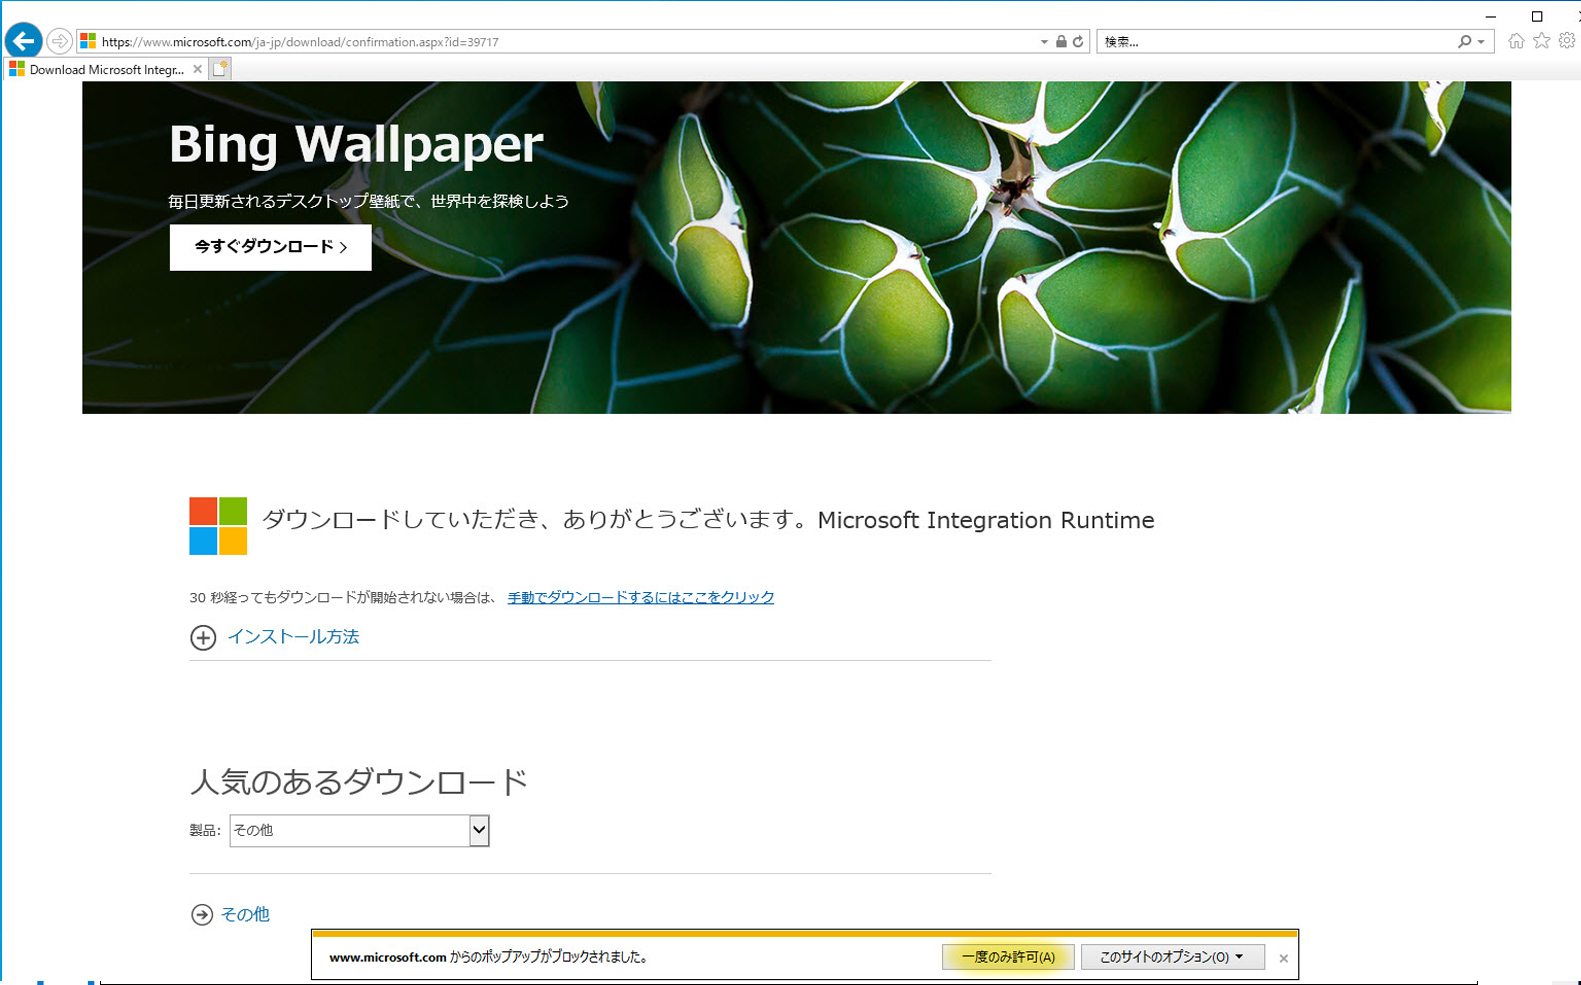 https://www.microsoft.com/ja-jp/download/confirmation.aspx?id=39717
検索...
Download Microsoft Integr...
Bing Wallpaper
毎日更新されるデスクトップ壁紙で、世界中を探検しよう
今すぐダウンロード >
ダウンロードしていただき、ありがとうございます。Microsoft Integration Runtime
30 秒経ってもダウンロードが開始されない場合は、 手動でダウンロードするにはここをクリック
インストール方法
人気のあるダウンロード
製品: その他
その他
www.microsoft.com からのポップアップがブロックされました。 一度のみ許可(A) このサイトのオプション(O)